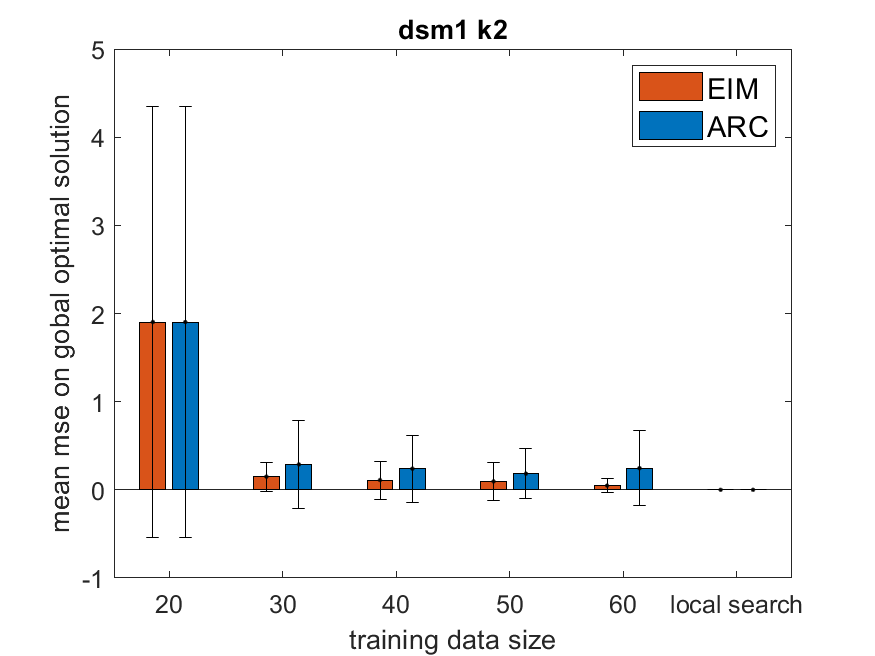 dsm1 k2
EIM
ARC
mean mse on gobal optimal solution
5
4
3
2
1
0
-1
20
30
40
50
60
local search
training data size